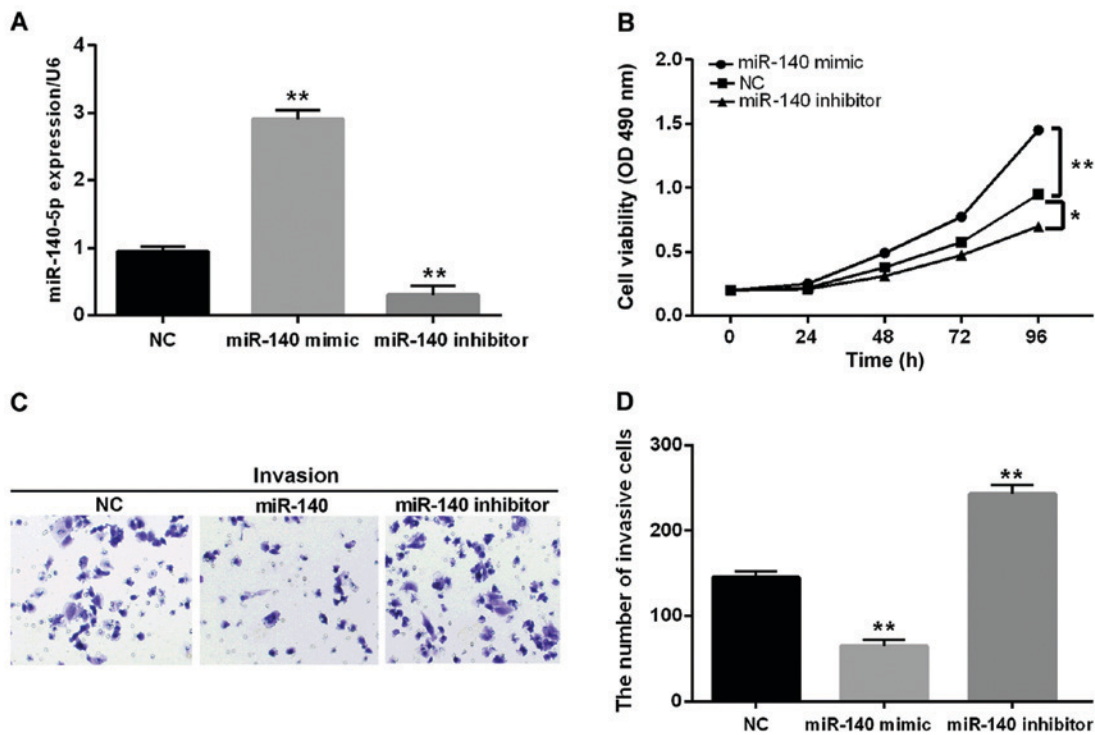 A
miR-140-5p expression/U6
4
3
2
1
0
**
**
NC
miR-140 mimic
miR-140 inhibitor
B
Cell viability (OD 490 nm)
2.0
1.5
1.0
0.5
0.0
miR-140 mimic
NC
miR-140 inhibitor
**
*
0
24
48
72
96
Time (h)
C
Invasion
NC
miR-140
miR-140 inhibitor
D
The number of invasive cells
300
200
100
0
**
**
NC
miR-140 mimic
miR-140 inhibitor